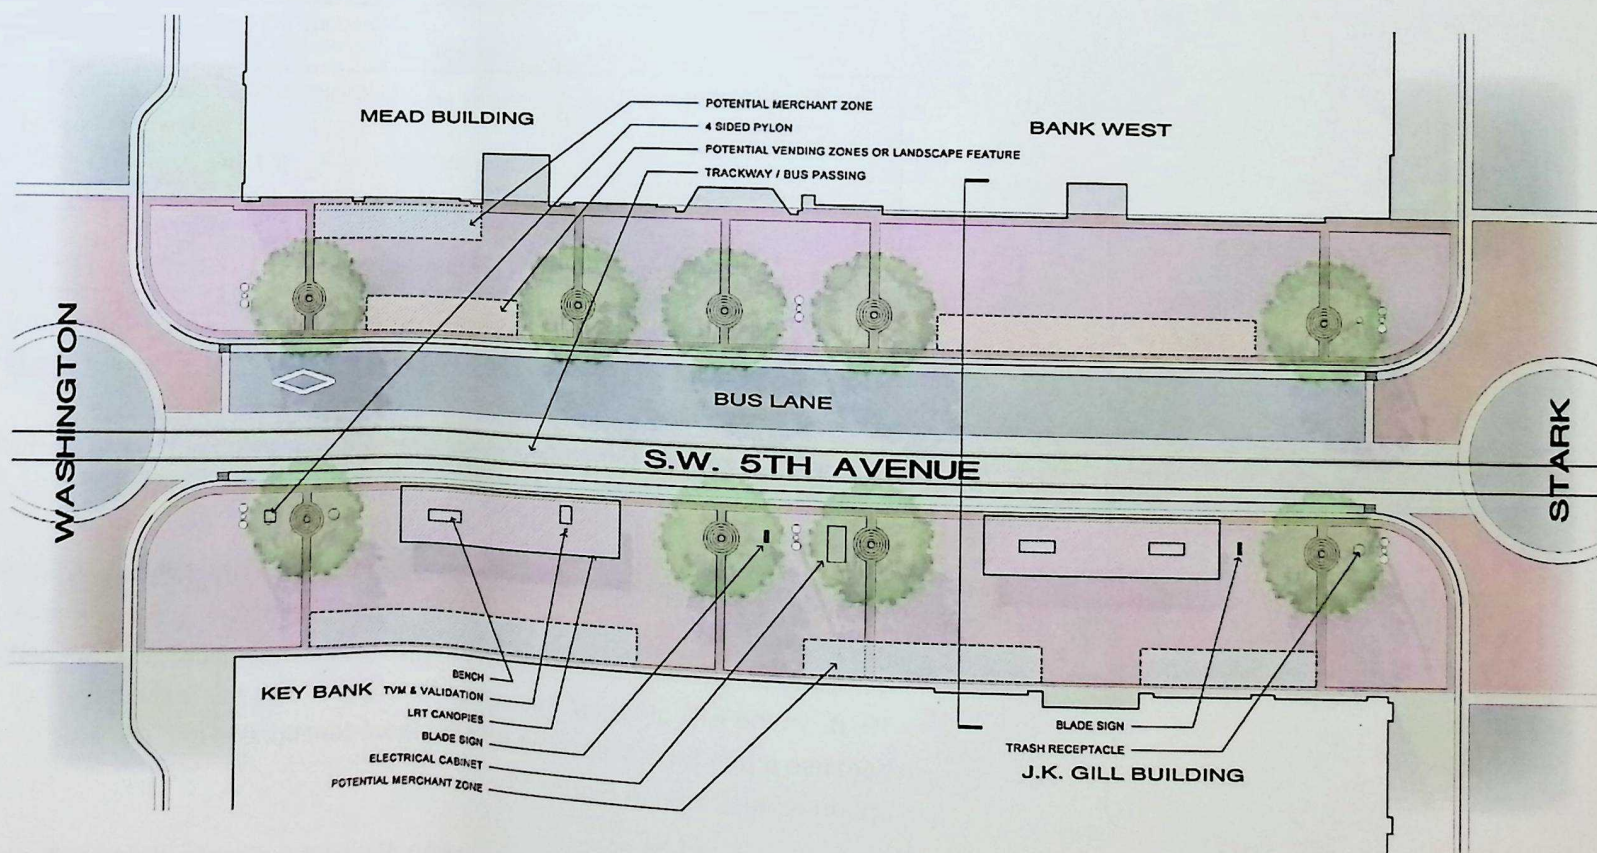 MEAD BUILDING
POTENTIAL MERCHANT ZONE
4 SIDED PYLON
POTENTIAL VENDING ZONES OR LANDSCAPE FEATURE
TRACKWAY / BUS PASSING
BANK WEST
WASHINGTON
BUS LANE
S.W. 5TH AVENUE
STARK
KEY BANK
BENCH
TVM & VALIDATION
LRT CANOPIES
BLADE SIGN
ELECTRICAL CABINET
POTENTIAL MERCHANT ZONE
BLADE SIGN
TRASH RECEPTACLE
J.K. GILL BUILDING